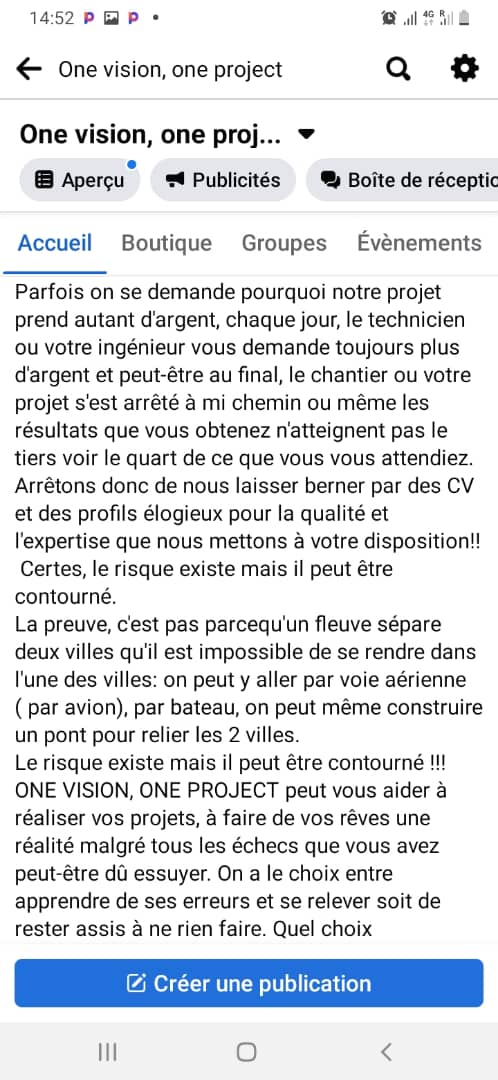 14:52
4G R
One vision, one project
One vision, one proj...
Aperçu Publicités Boîte de réceptio
Accueil Boutique Groupes Évènements
Parfois on se demande pourquoi notre projet
prend autant d'argent, chaque jour, le technicien
ou votre ingénieur vous demande toujours plus
d'argent et peut-être au final, le chantier ou votre
projet s'est arrêté à mi chemin ou même les
résultats que vous obtenez n'atteignent pas le
tiers voir le quart de ce que vous vous attendiez.
Arrêtons donc de nous laisser berner par des CV
et des profils élogieux pour la qualité et
l'expertise que nous mettons à votre disposition!!
Certes, le risque existe mais il peut être
contourné.
La preuve, c'est pas parcequ'un fleuve sépare
deux villes qu'il est impossible de se rendre dans
l'une des villes: on peut y aller par voie aérienne
( par avion), par bateau, on peut même construire
un pont pour relier les 2 villes.
Le risque existe mais il peut être contourné !!!
ONE VISION, ONE PROJECT peut vous aider à
réaliser vos projets, à faire de vos rêves une
réalité malgré tous les échecs que vous avez
peut-être dû essuyer. On a le choix entre
apprendre de ses erreurs et se relever soit de
rester assis à ne rien faire. Quel choix
Créer une publication